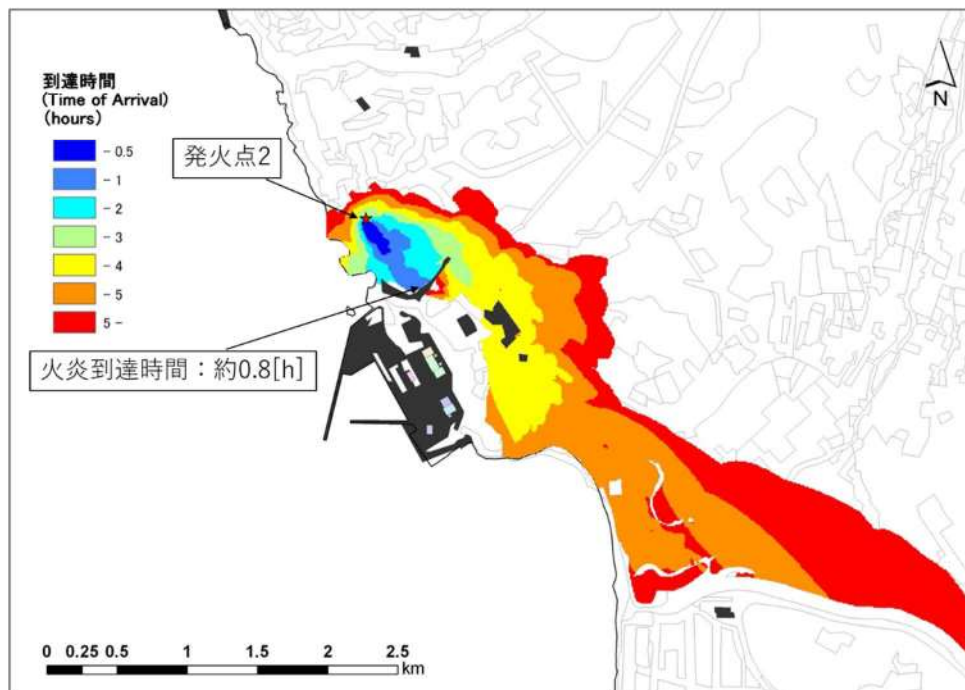 到達時間
(Time of Arrival)
(hours)
- 0.5
- 1
- 2
- 3
- 4
- 5
5 -
発火点2
火炎到達時間：約0.8[h]
N
0 0.25 0.5 1 1.5 2 2.5
km